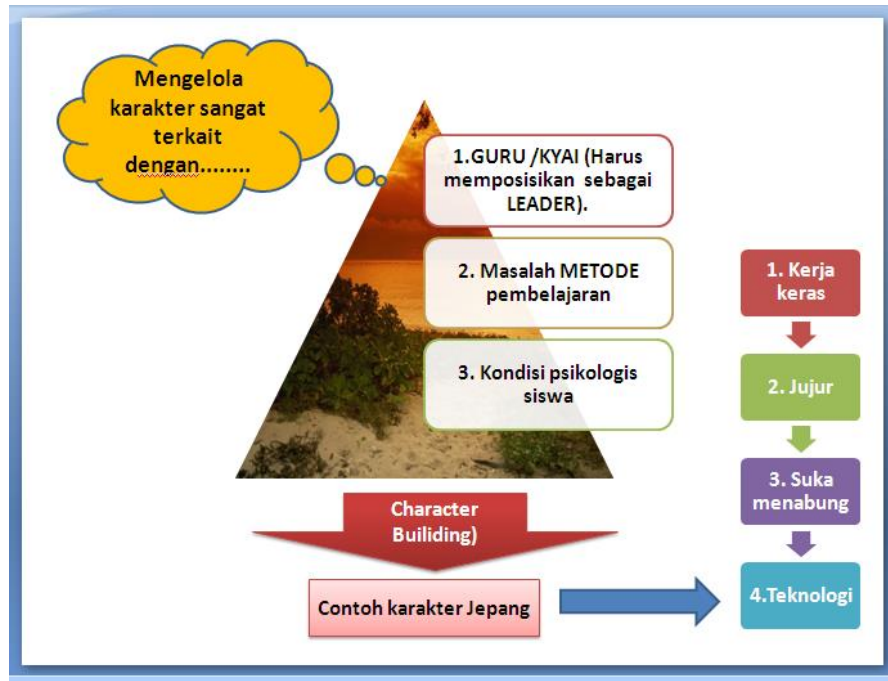 Mengelola
karakter sangat
terkait
dengan........
1.GURU /KYAI (Harus
memposisikan sebagai
LEADER).
2. Masalah METODE
pembelajaran
3. Kondisi psikologis
siswa
Character
Builiding)
Contoh karakter Jepang
1. Kerja
keras
2. Jujur
3. Suka
menabung
4.Teknologi